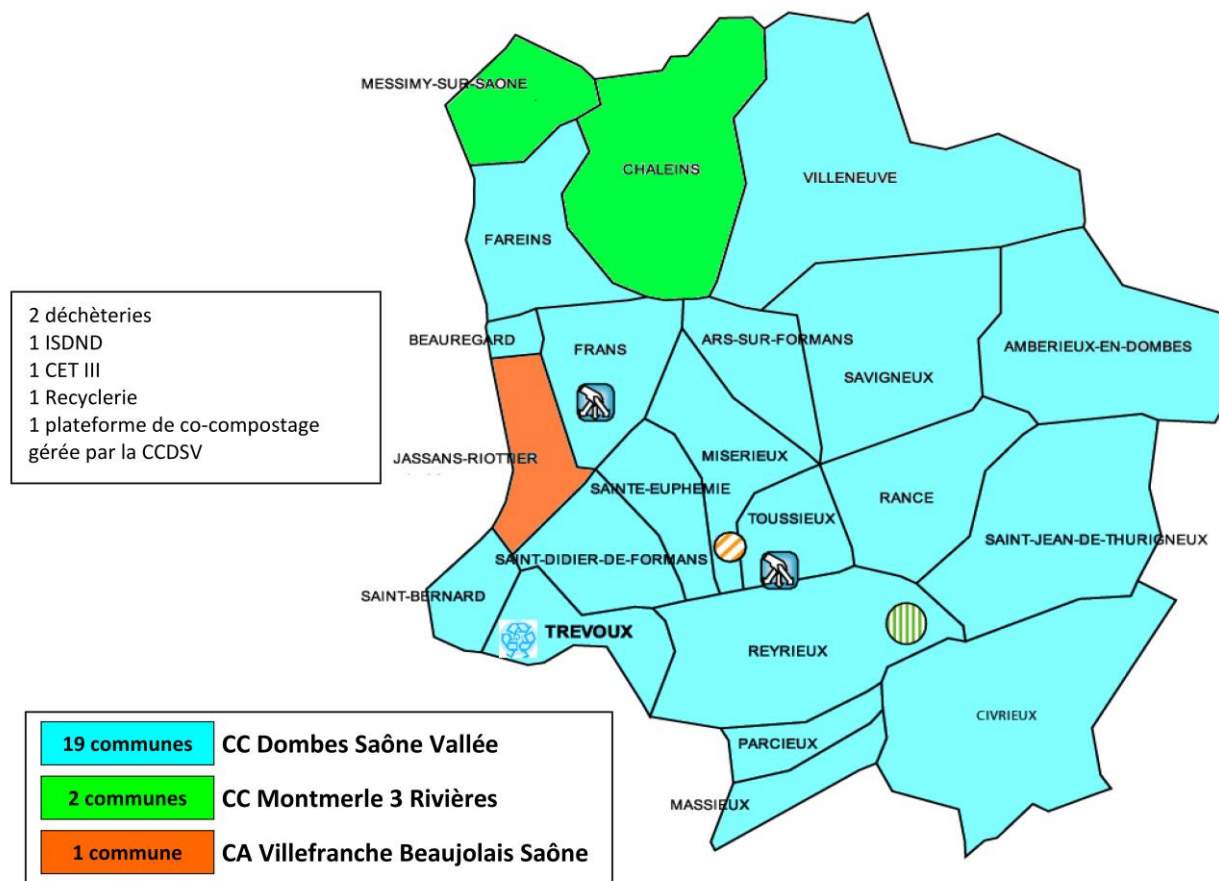 MESSIMY-SUR-SAONE
CHALEINS
VILLENEUVE
FAREINS
2 déchèteries
1 ISDND
1 CET III
1 Recyclerie
1 plateforme de co-compostage
gérée par la CCDSV
BEAUREGARD
FRANS
ARS-SUR-FORMANS
SAVIGNEUX
AMBERIEUX-EN-DOMBES
JASSANS-RIOTTIER
MISERIEUX
SAINTE-EUPHEMIE
RANCE
TOUSSIEUX
SAINT-JEAN-DE-THURIGNEUX
SAINT-DIDIER-DE-FORMANS
SAINT-BERNARD
TREVOUX
REYRIEUX
CIVRIEUX
PARCIEUX
MASSIEUX
19 communes CC Dombes Saône Vallée
2 communes CC Montmerle 3 Rivières
1 commune CA Villefranche Beaujolais Saône